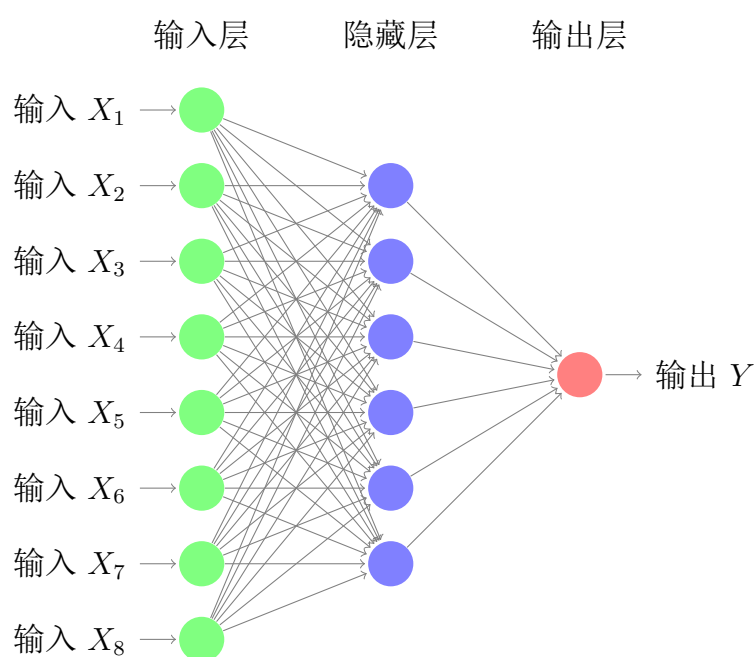 输入层 隐藏层 输出层
输入 X₁
输入 X₂
输入 X₃
输入 X₄
输入 X₅
输入 X₆
输入 X₇
输入 X₈
输出 Y